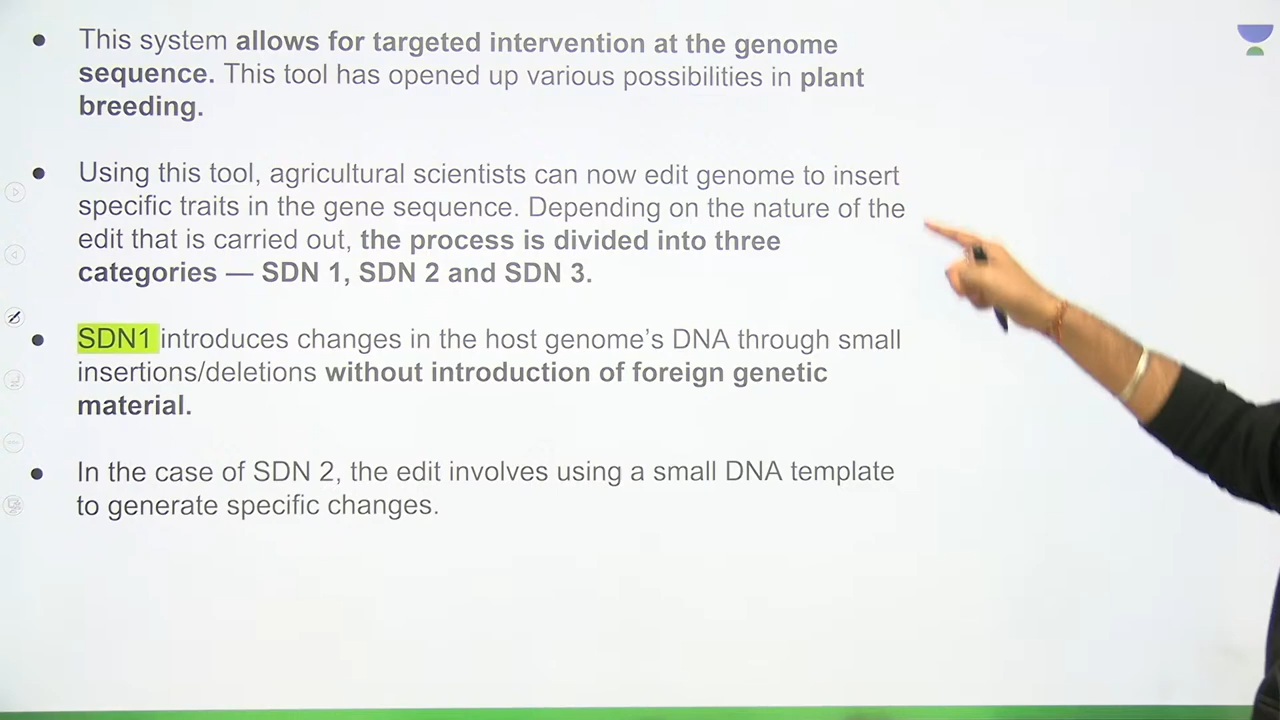 This system allows for targeted intervention at the genome
sequence. This tool has opened up various possibilities in plant
breeding.
Using this tool, agricultural scientists can now edit genome to insert
specific traits in the gene sequence. Depending on the nature of the
edit that is carried out, the process is divided into three
categories — SDN 1, SDN 2 and SDN 3.
SDN1 introduces changes in the host genome’s DNA through small
insertions/deletions without introduction of foreign genetic
material.
In the case of SDN 2, the edit involves using a small DNA template
to generate specific changes.